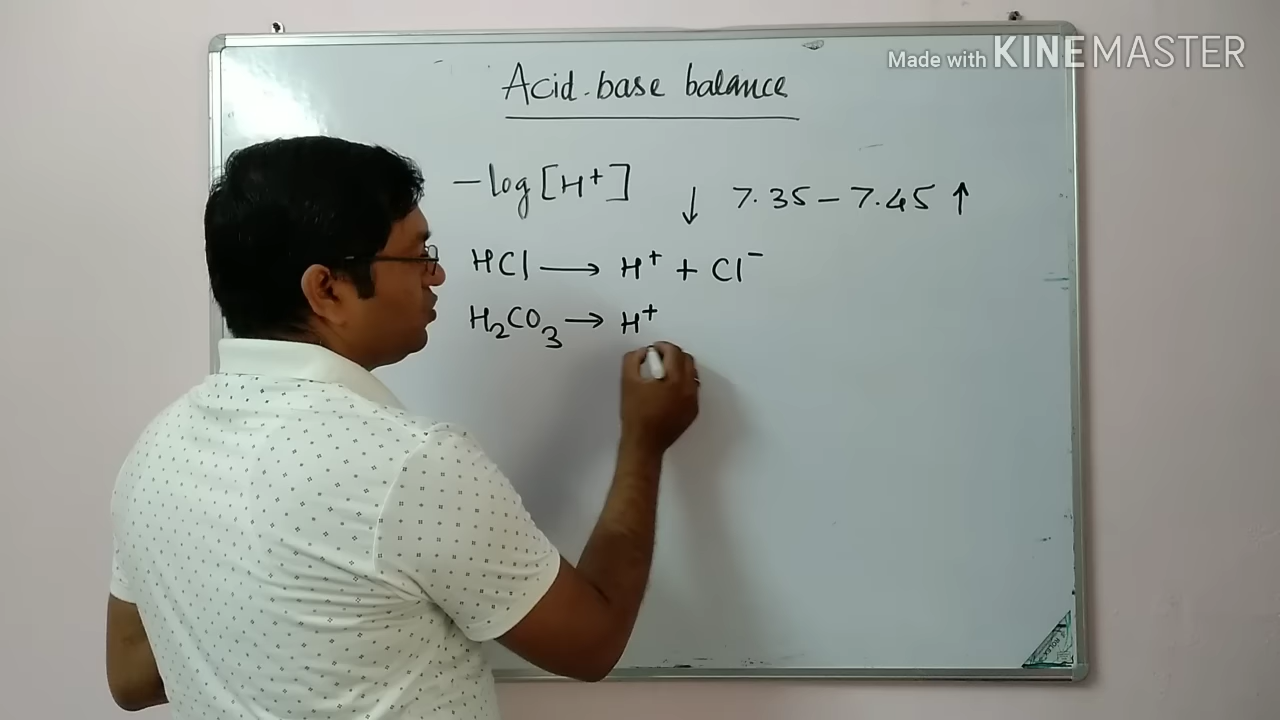 Made with KINEMASTER
Acid-base balance
-log [H⁺] ↓ 7.35 – 7.45 ↑
HCl ⟶ H⁺ + Cl⁻
H₂CO₃ → H⁺